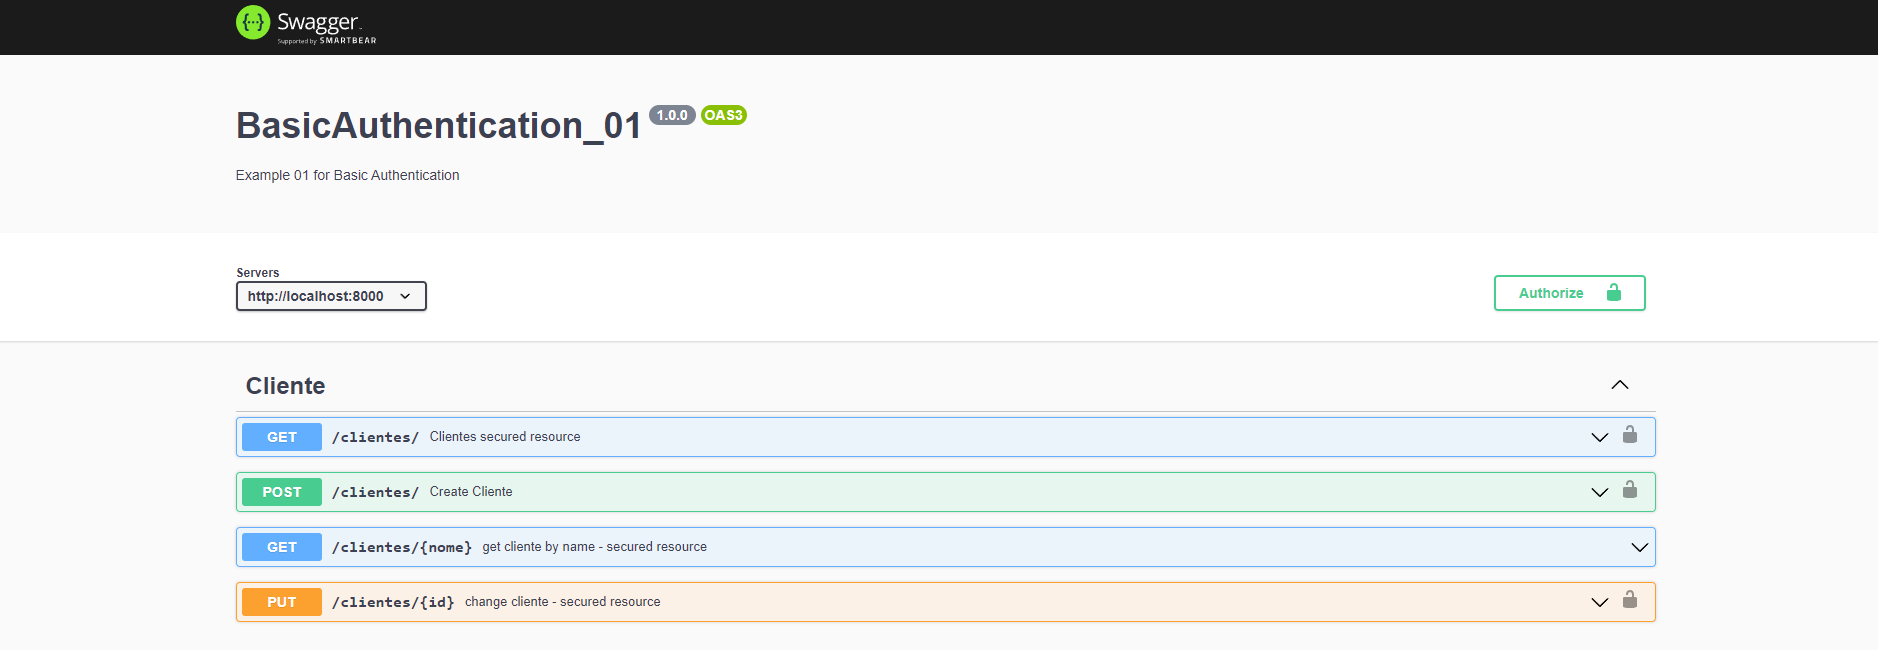 {···} Swagger™
Supported by SMARTBEAR
BasicAuthentication_01 1.0.0 OAS3
Example 01 for Basic Authentication
Servers
http://localhost:8000
Authorize
Cliente
GET /clientes/ Clientes secured resource
POST /clientes/ Create Cliente
GET /clientes/{nome} get cliente by name - secured resource
PUT /clientes/{id} change cliente - secured resource